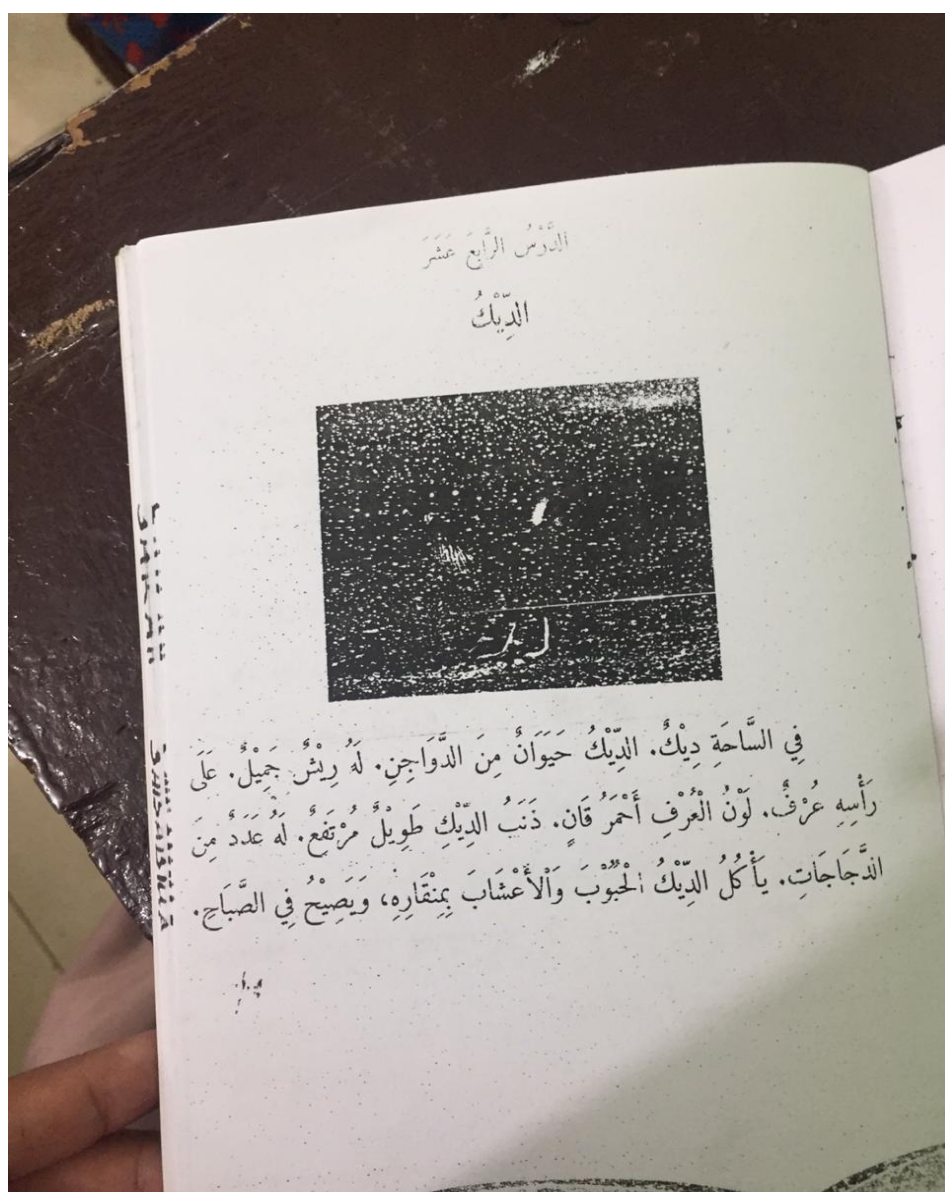 الدَّرْسُ الرَّابِعَ عَشَرَ
الدِّيْكُ
فِي السَّاحَةِ دِيْكٌ. الدِّيْكُ حَيَوَانٌ مِنَ الدَّوَاجِنِ. لَهُ رِيْشٌ جَمِيْلٌ. عَلَى
رَأْسِهِ عُرْفٌ. لَوْنُ الْعُرْفِ أَحْمَرُ قَانٍ. ذَنَبُ الدِّيْكِ طَوِيْلٌ مُرْتَفِعٌ. لَهُ عَدَدٌ مِنَ
الدَّجَاجَاتِ. يَأْكُلُ الدِّيْكُ الْحُبُوْبَ وَالْأَعْشَابَ بِمِنْقَارِهِ، وَيَصِيْحُ فِي الصَّبَاحِ.